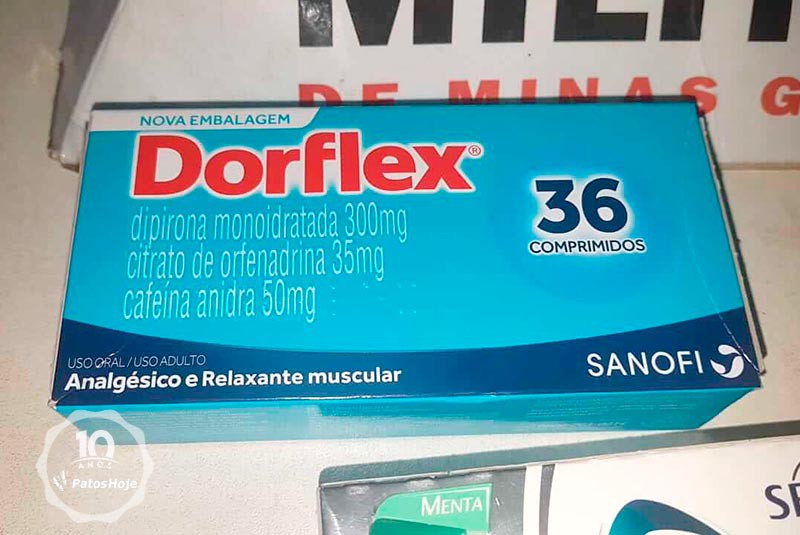 DE MINAS G
NOVA EMBALAGEM
Dorflex®
dipirona monoidratada 300mg
citrato de orfenadrina 35mg
cafeína anidra 50mg
36
COMPRIMIDOS
USO ORAL / USO ADULTO
Analgésico e Relaxante muscular
SANOFI
10
ANOS
PatosHoje
MENTA